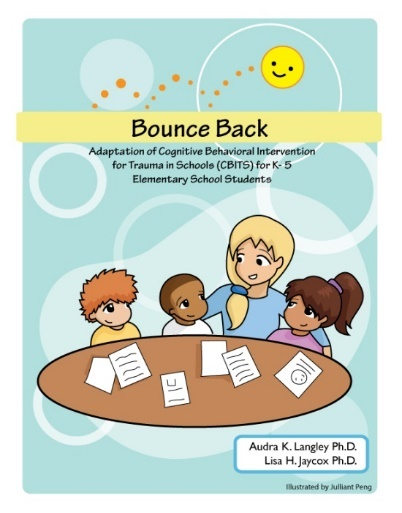 Bounce Back
Adaptation of Cognitive Behavioral Intervention
for Trauma in Schools (CBITS) for K- 5
Elementary School Students
Audra K. Langley Ph.D.
Lisa H. Jaycox Ph.D.
Illustrated by Julliant Peng